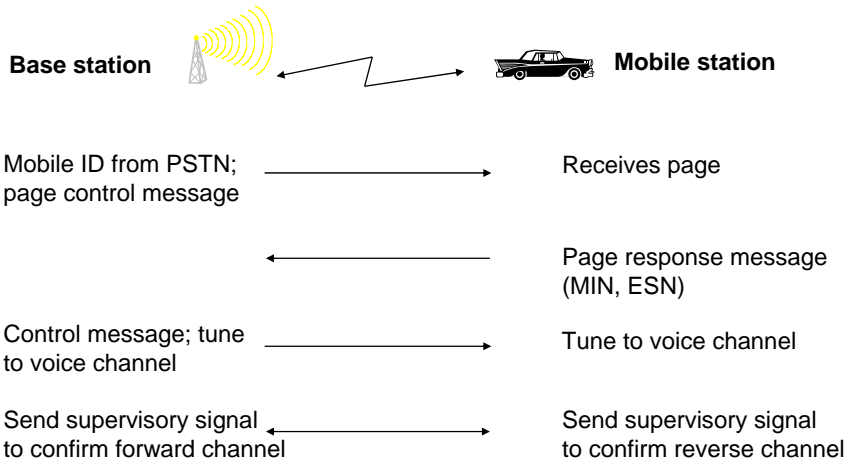 Base station
Mobile station
Mobile ID from PSTN;
page control message
Receives page
Page response message
(MIN, ESN)
Control message; tune
to voice channel
Tune to voice channel
Send supervisory signal
to confirm forward channel
Send supervisory signal
to confirm reverse channel